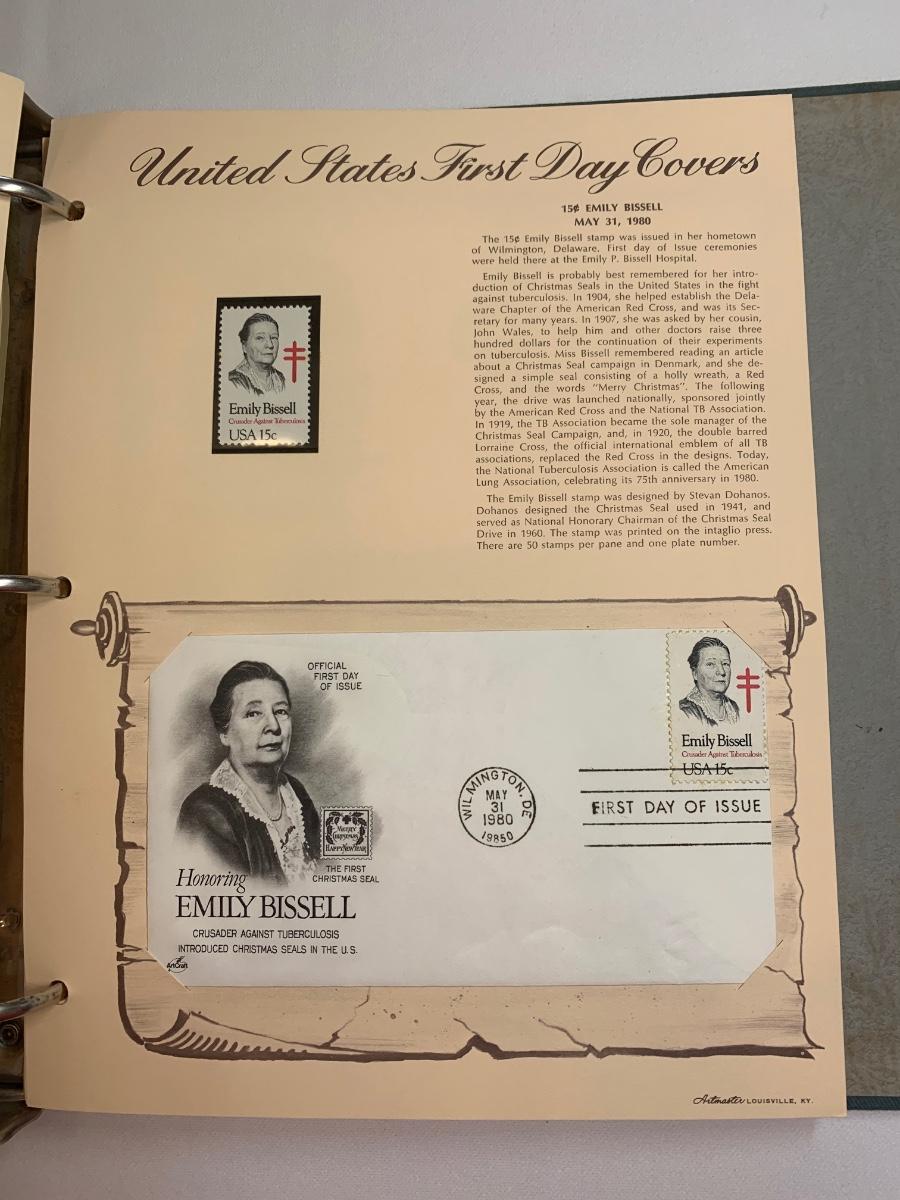 United States First Day Covers
15¢ EMILY BISSELL
MAY 31, 1980
The 15¢ Emily Bissell stamp was issued in her hometown
of Wilmington, Delaware. First day of Issue ceremonies
were held there at the Emily P. Bissell Hospital.
Emily Bissell is probably best remembered for her intro-
duction of Christmas Seals in the United States in the fight
against tuberculosis. In 1904, she helped establish the Dela-
ware Chapter of the American Red Cross, and was its Sec-
retary for many years. In 1907, she was asked by her cousin,
John Wales, to help him and other doctors raise three
hundred dollars for the continuation of their experiments
on tuberculosis. Miss Bissell remembered reading an article
about a Christmas Seal campaign in Denmark, and she de-
signed a simple seal consisting of a holly wreath, a Red
Cross, and the words "Merry Christmas". The following
year, the drive was launched nationally, sponsored jointly
by the American Red Cross and the National TB Association.
In 1919, the TB Association became the sole manager of the
Christmas Seal Campaign, and, in 1920, the double barred
Lorraine Cross, the official international emblem of all TB
associations, replaced the Red Cross in the designs. Today,
the National Tuberculosis Association is called the American
Lung Association, celebrating its 75th anniversary in 1980.
The Emily Bissell stamp was designed by Stevan Dohanos.
Dohanos designed the Christmas Seal used in 1941, and
served as National Honorary Chairman of the Christmas Seal
Drive in 1960. The stamp was printed on the intaglio press.
There are 50 stamps per pane and one plate number.
Emily Bissell
Crusader Against Tuberculosis
USA 15c
OFFICIAL
FIRST DAY
OF ISSUE
MERRY
CHRISTMAS
HAPPY NEW YEAR
THE FIRST
CHRISTMAS SEAL
Honoring
EMILY BISSELL
CRUSADER AGAINST TUBERCULOSIS
INTRODUCED CHRISTMAS SEALS IN THE U.S.
ArtCraft
WILMINGTON, DE
MAY
31
1980
19850
Emily Bissell
Crusader Against Tuberculosis
USA 15c
FIRST DAY OF ISSUE
Artmaster LOUISVILLE, KY.